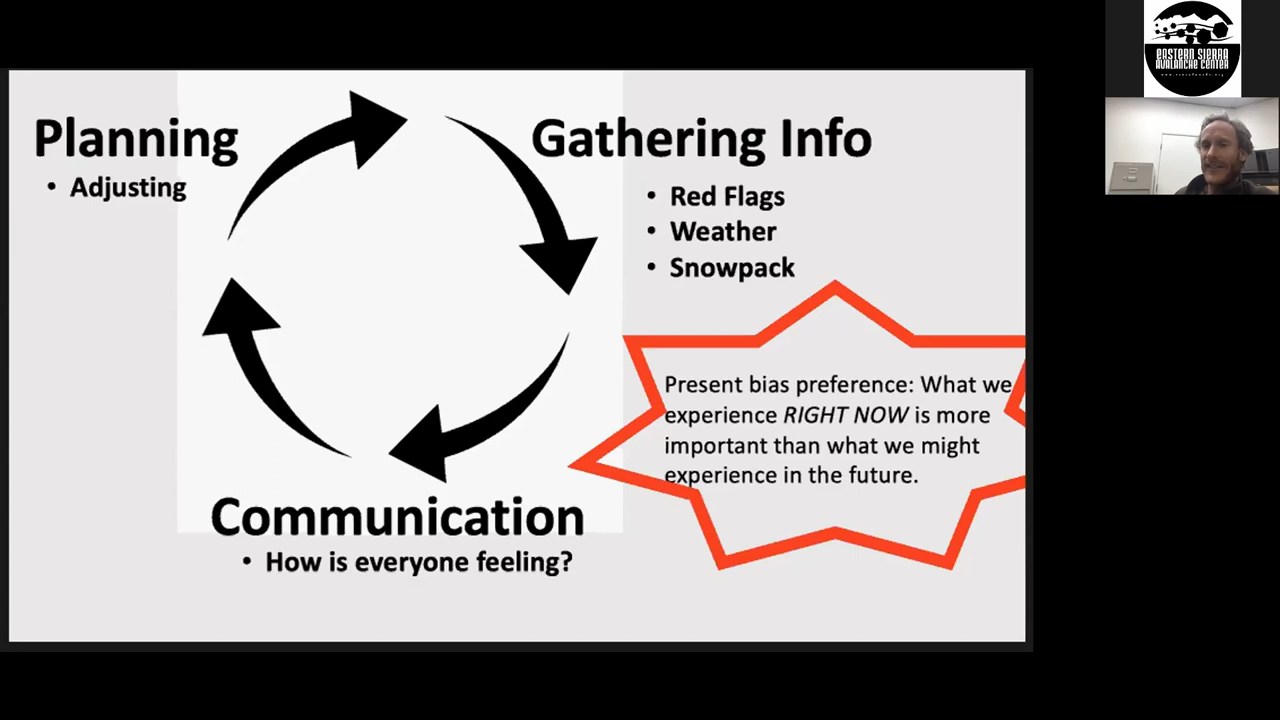 Planning
• Adjusting
Gathering Info
• Red Flags
• Weather
• Snowpack
Present bias preference: What we
experience RIGHT NOW is more
important than what we might
experience in the future.
Communication
• How is everyone feeling?
EASTERN SIERRA
AVALANCHE CENTER